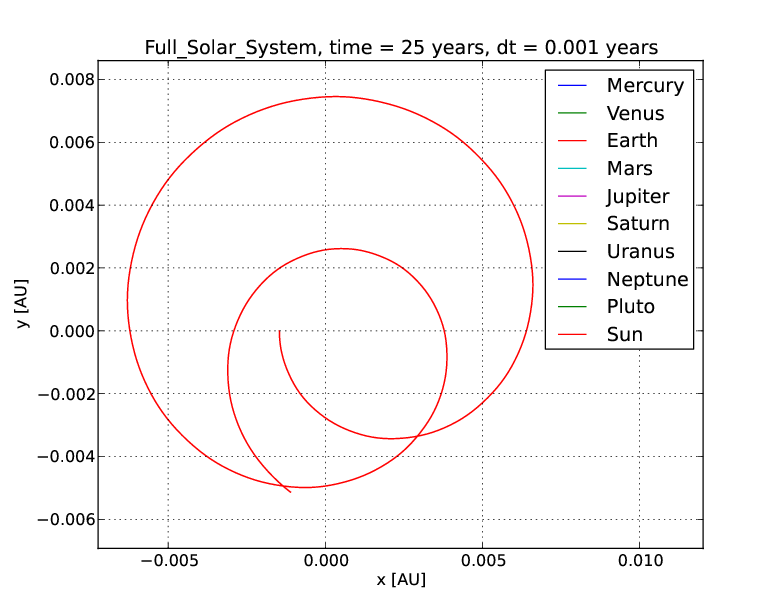 Full_Solar_System, time = 25 years, dt = 0.001 years
0.008
0.006
0.004
0.002
0.000
−0.002
−0.004
−0.006
y [AU]
−0.005
0.000
0.005
0.010
x [AU]
Mercury
Venus
Earth
Mars
Jupiter
Saturn
Uranus
Neptune
Pluto
Sun